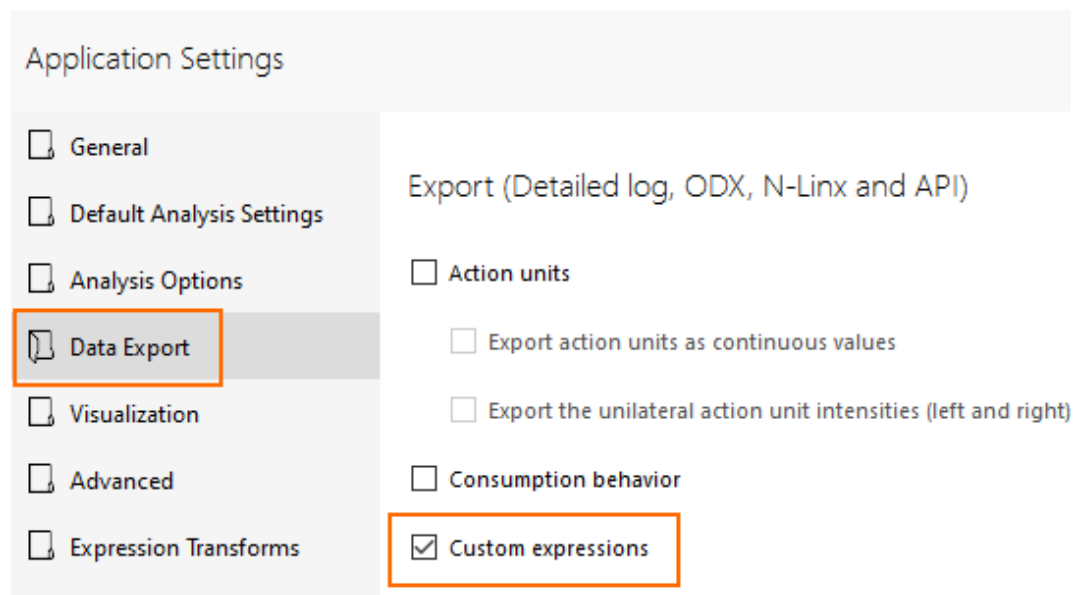 Application Settings
General
Default Analysis Settings
Analysis Options
Data Export
Visualization
Advanced
Expression Transforms
Export (Detailed log, ODX, N-Linx and API)
Action units
Export action units as continuous values
Export the unilateral action unit intensities (left and right)
Consumption behavior
Custom expressions